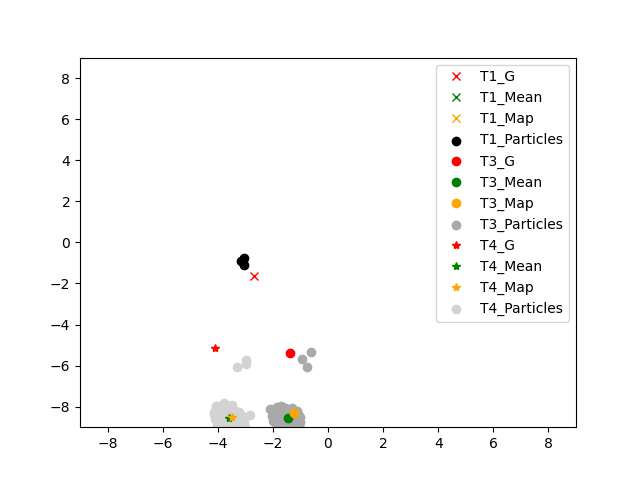 8
6
4
2
0
−2
−4
−6
−8
−8 −6 −4 −2 0 2 4 6 8
T1_G
T1_Mean
T1_Map
T1_Particles
T3_G
T3_Mean
T3_Map
T3_Particles
T4_G
T4_Mean
T4_Map
T4_Particles